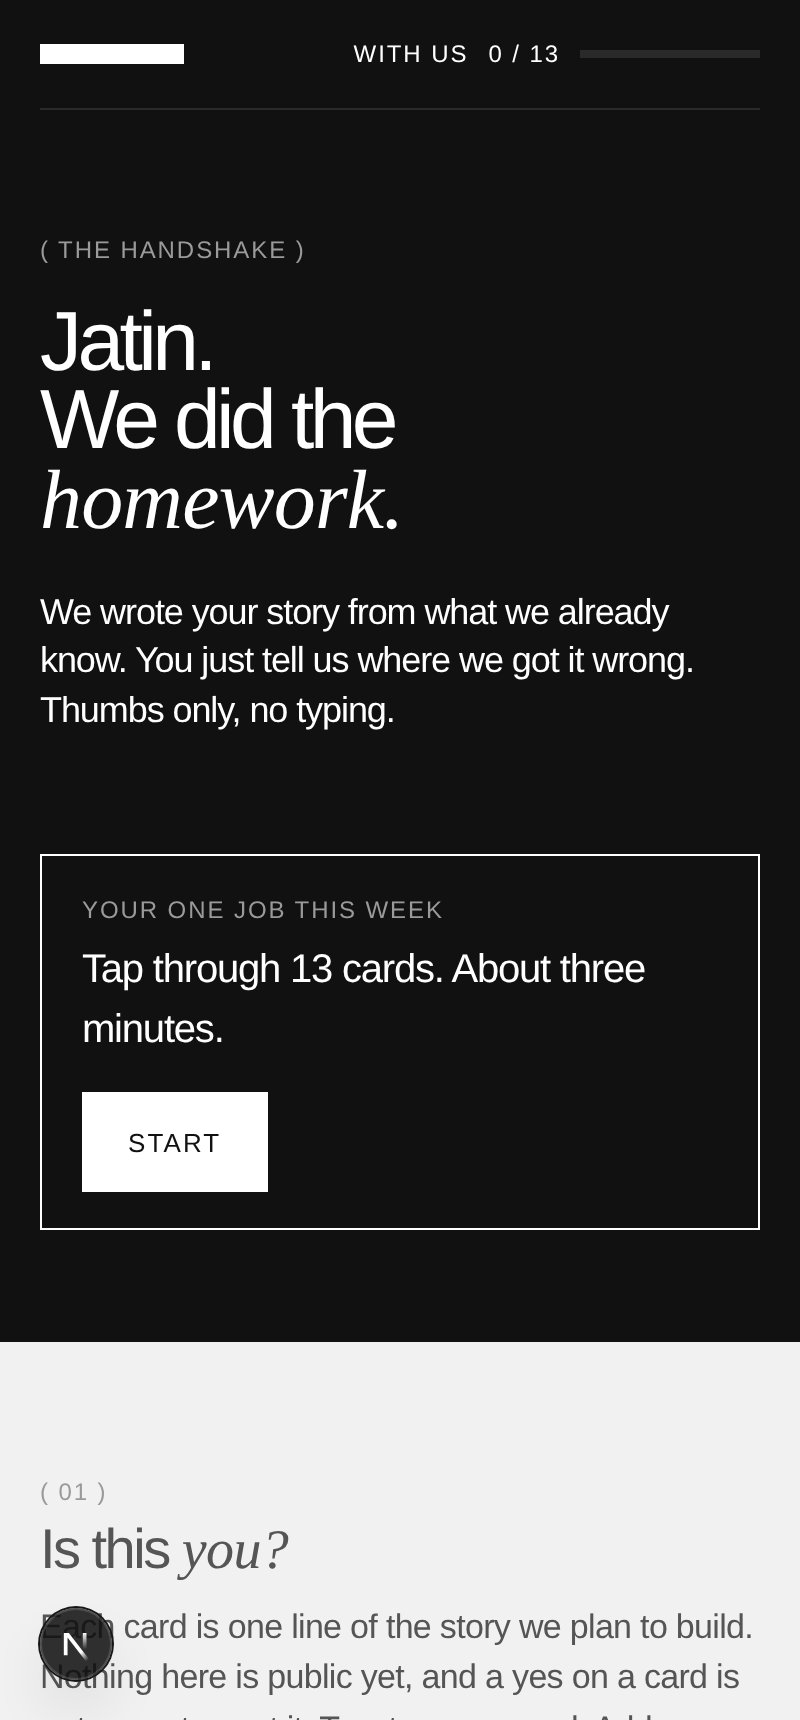 WITH US 0 / 13
( THE HANDSHAKE )
Jatin.
We did the
homework.
We wrote your story from what we already
know. You just tell us where we got it wrong.
Thumbs only, no typing.
YOUR ONE JOB THIS WEEK
Tap through 13 cards. About three
minutes.
START
( 01 )
Is this you?
Each card is one line of the story we plan to build.
N
Nothing here is public yet, and a yes on a card is